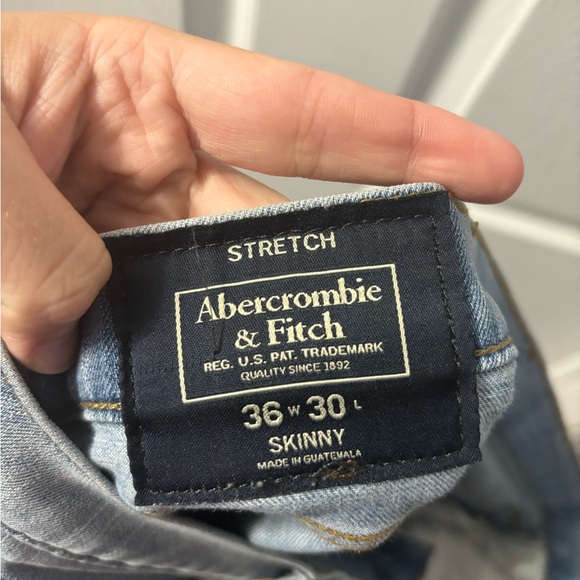 STRETCH
Abercrombie
& Fitch
REG. U.S. PAT. TRADEMARK
QUALITY SINCE 1892
36 W 30 L
SKINNY
MADE IN GUATEMALA